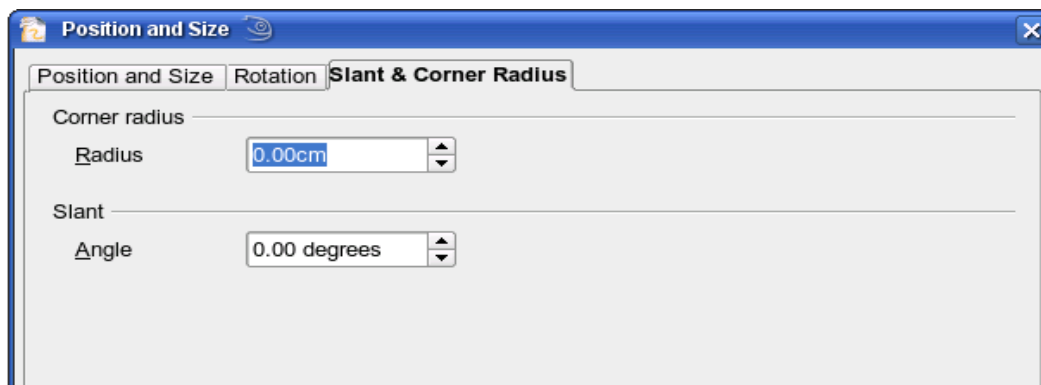 Position and Size
Position and Size Rotation Slant & Corner Radius
Corner radius
Radius 0.00cm
Slant
Angle 0.00 degrees